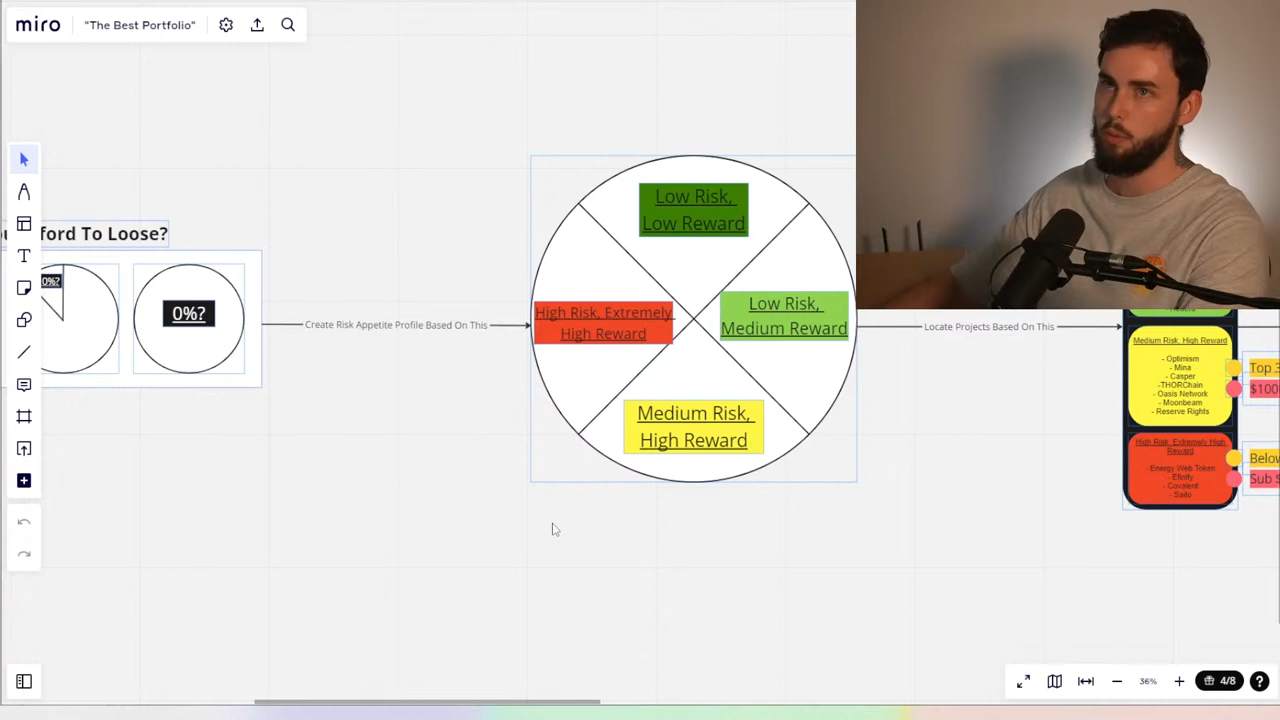 miro
"The Best Portfolio"
ford To Loose?
0%?
0%?
Create Risk Appetite Profile Based On This
Low Risk,
Low Reward
High Risk, Extremely
High Reward
Low Risk,
Medium Reward
Medium Risk,
High Reward
Locate Projects Based On This
Medium Risk, High Reward
- Optimism
- Mina
- Casper
-THORChain
- Oasis Network
- Moonbeam
- Reserve Rights
High Risk, Extremely High
Reward
- Energy Web Token
- Efinity
- Covalent
- Saito
Top 3
$100
Below
Sub $
36%
4/8